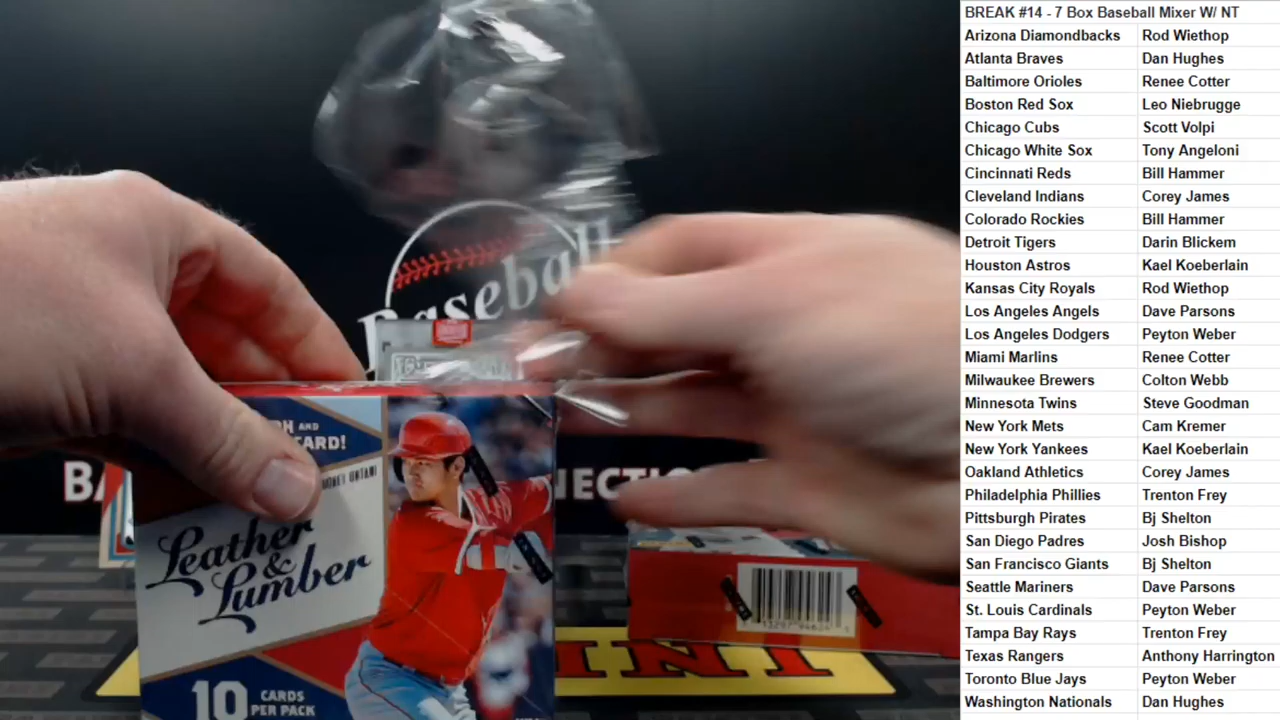 BREAK #14 - 7 Box Baseball Mixer W/ NT
Arizona Diamondbacks Rod Wiethop
Atlanta Braves Dan Hughes
Baltimore Orioles Renee Cotter
Boston Red Sox Leo Niebrugge
Chicago Cubs Scott Volpi
Chicago White Sox Tony Angeloni
Cincinnati Reds Bill Hammer
Cleveland Indians Corey James
Colorado Rockies Bill Hammer
Detroit Tigers Darin Blickem
Houston Astros Kael Koeberlain
Kansas City Royals Rod Wiethop
Los Angeles Angels Dave Parsons
Los Angeles Dodgers Peyton Weber
Miami Marlins Renee Cotter
Milwaukee Brewers Colton Webb
Minnesota Twins Steve Goodman
New York Mets Cam Kremer
New York Yankees Kael Koeberlain
Oakland Athletics Corey James
Philadelphia Phillies Trenton Frey
Pittsburgh Pirates Bj Shelton
San Diego Padres Josh Bishop
San Francisco Giants Bj Shelton
Seattle Mariners Dave Parsons
St. Louis Cardinals Peyton Weber
Tampa Bay Rays Trenton Frey
Texas Rangers Anthony Harrington
Toronto Blue Jays Peyton Weber
Washington Nationals Dan Hughes
Baseball
BA NECTIO
PH AND
CARD!
OHEI OHTANI
Leather
&
Lumber
10 CARDS
PER PACK
INI